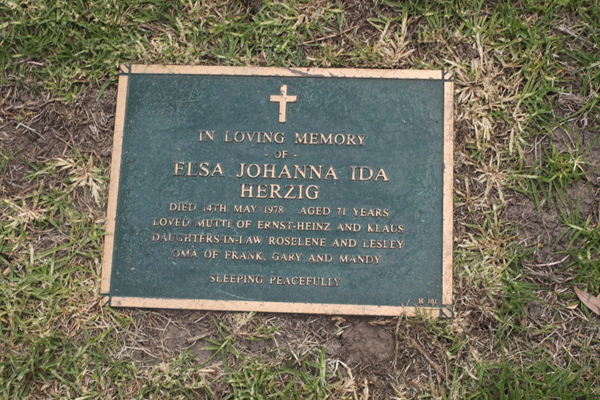 IN LOVING MEMORY
- OF -
ELSA JOHANNA IDA
HERZIG
DIED 14TH MAY 1978 AGED 71 YEARS
LOVED MUTTI OF ERNST-HEINZ AND KLAUS
DAUGHTERS-IN-LAW ROSELENE AND LESLEY
OMA OF FRANK, GARY AND MANDY
SLEEPING PEACEFULLY
H 101